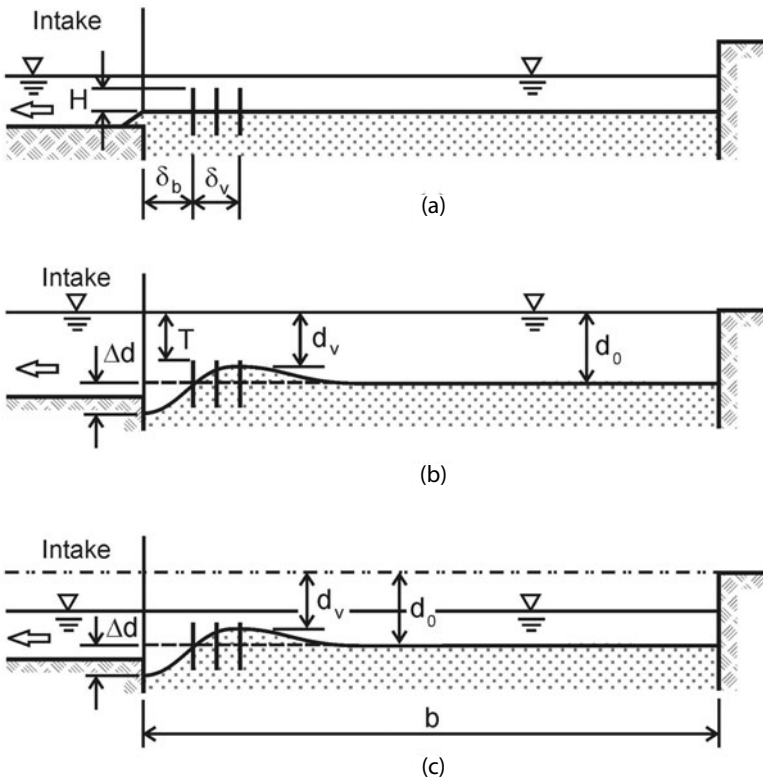 Intake
H
δb δv
(a)
Intake
Δd T dv d0
(b)
Intake
dv d0
Δd
b
(c)